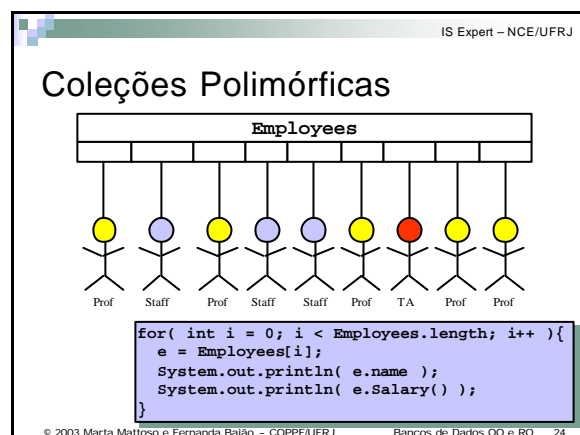 IS Expert – NCE/UFRJ
Coleções Polimórficas
Employees
Prof Staff Prof Staff Staff Prof TA Prof Prof
for( int i = 0; i < Employees.length; i++ ){
e = Employees[i];
System.out.println( e.name );
System.out.println( e.Salary() );
}
© 2003 Marta Mattoso e Fernanda Baião – COPPE/UFRJ Bancos de Dados OO e RO 24